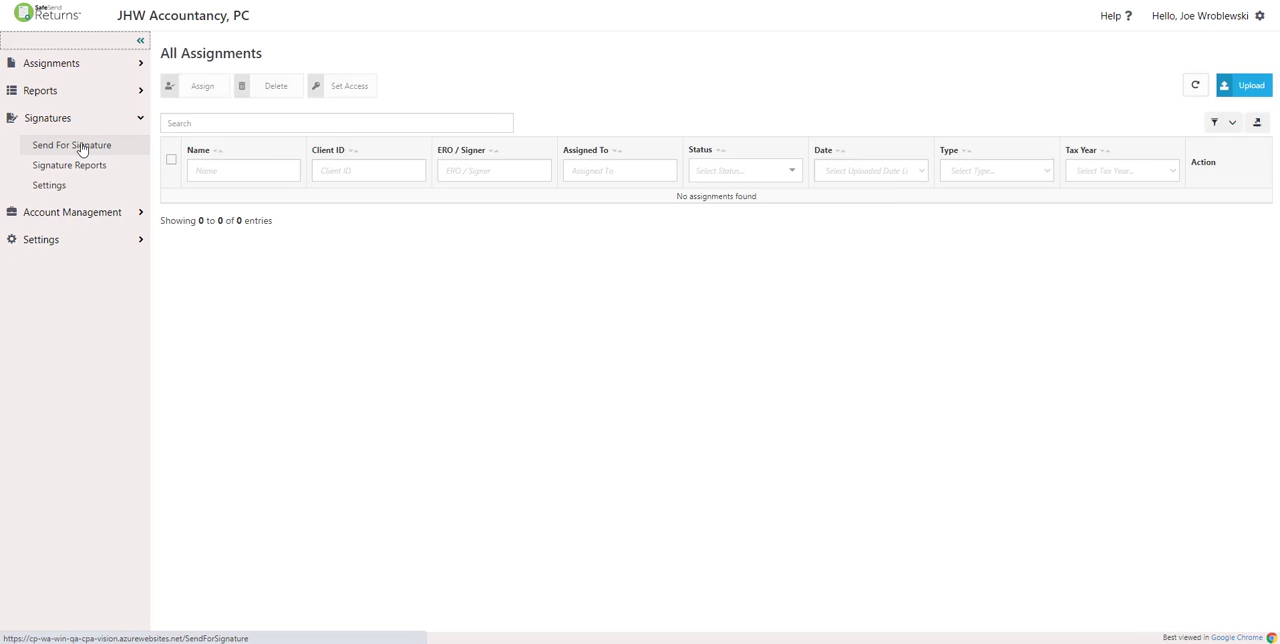 SafeSend
Returns™
JHW Accountancy, PC
Help ?
Hello, Joe Wroblewski
«
Assignments
Reports
Signatures
Send For Signature
Signature Reports
Settings
Account Management
Settings
All Assignments
Assign
Delete
Set Access
Upload
Search
Name
Client ID
ERO / Signer
Assigned To
Status
Date
Type
Tax Year
Action
Name
Client ID
ERO / Signer
Assigned To
Select Status...
Select Uploaded Date
Select Type...
Select Tax Year...
No assignments found
Showing 0 to 0 of 0 entries
https://cp-wa-win-qa-cpa-vision.azurewebsites.net/SendForSignature
Best viewed in Google Chrome